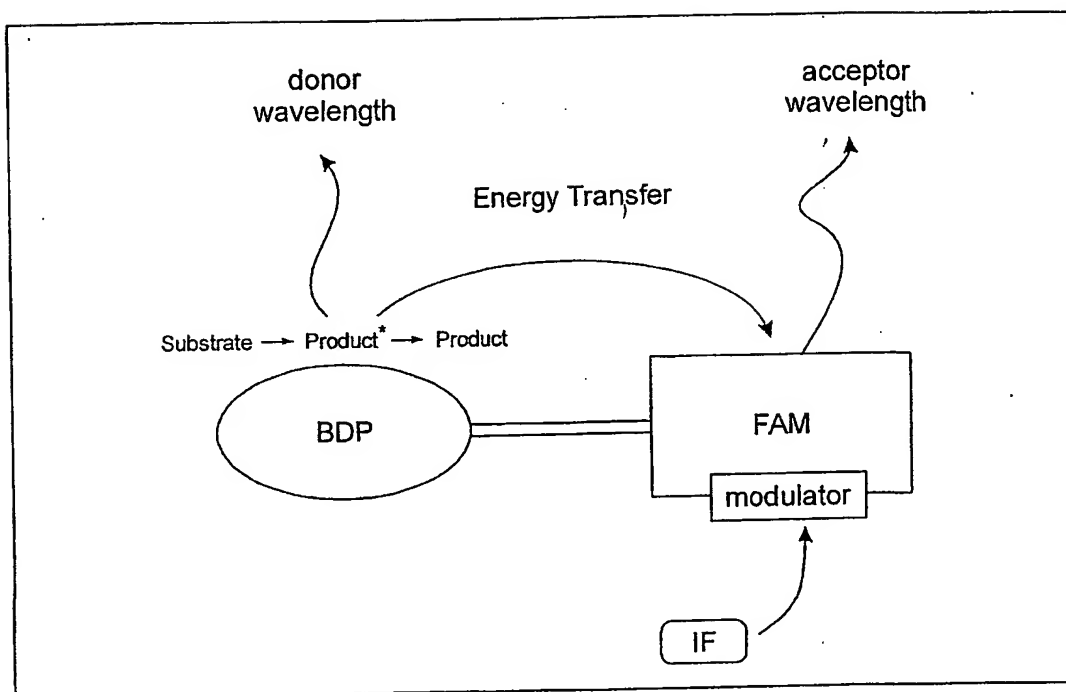 donor
wavelength
acceptor
wavelength
Energy Transfer
Substrate → Product* → Product
BDP
FAM
modulator
IF